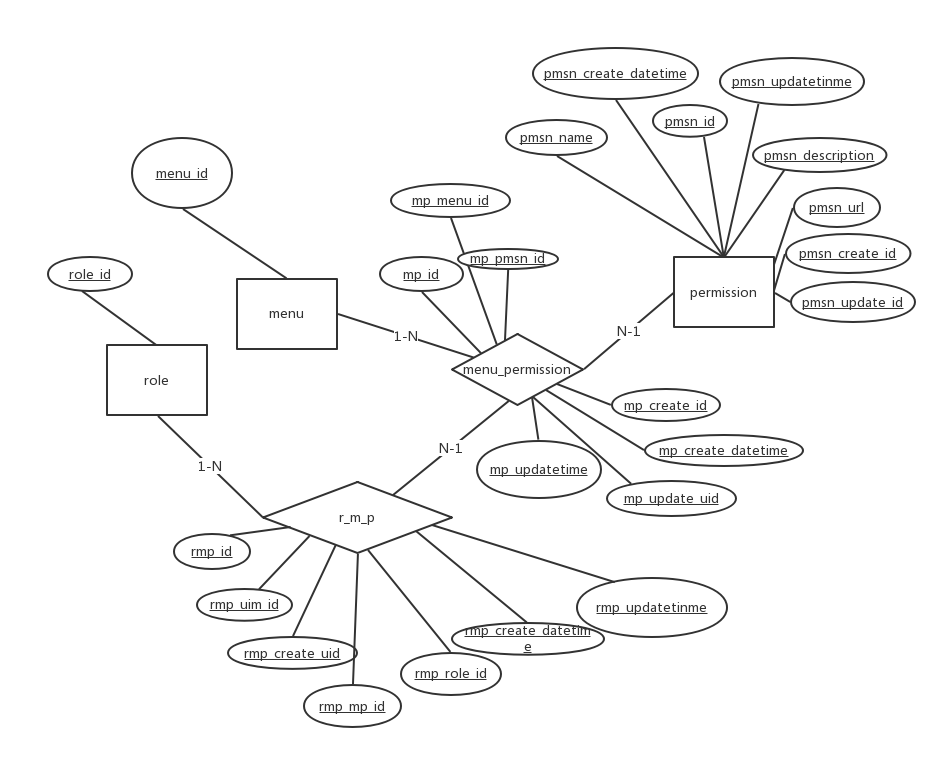 pmsn_create_datetime
pmsn_updatetinme
pmsn_id
pmsn_name
pmsn_description
menu_id
mp_menu_id
pmsn_url
pmsn_create_id
mp_pmsn_id
role_id
mp_id
permission
pmsn_update_id
menu
N-1
1-N
menu_permission
role
mp_create_id
N-1
mp_create_datetime
1-N
mp_updatetime
mp_update_uid
r_m_p
rmp_id
rmp_uim_id
rmp_updatetinme
rmp_create_datetim
e
rmp_create_uid
rmp_role_id
rmp_mp_id